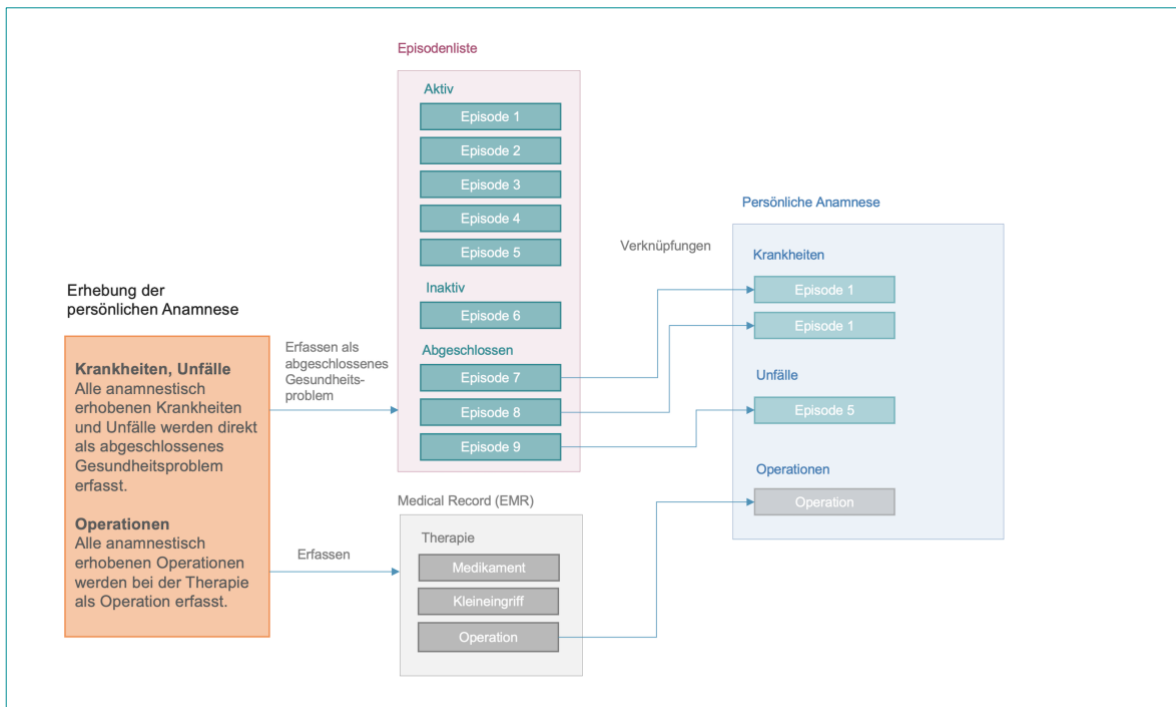 Episodenliste
Aktiv
Episode 1
Episode 2
Episode 3
Episode 4
Episode 5
Inaktiv
Episode 6
Abgeschlossen
Episode 7
Episode 8
Episode 9
Erhebung der
persönlichen Anamnese
Krankheiten, Unfälle
Alle anamnestisch
erhobenen Krankheiten
und Unfälle werden direkt
als abgeschlossenes
Gesundheitsproblem
erfasst.
Operationen
Alle anamnestisch
erhobenen Operationen
werden bei der Therapie
als Operation erfasst.
Erfassen als
abgeschlossenes
Gesundheits-
problem
Erfassen
Medical Record (EMR)
Therapie
Medikament
Kleineingriff
Operation
Verknüpfungen
Persönliche Anamnese
Krankheiten
Episode 1
Episode 1
Unfälle
Episode 5
Operationen
Operation